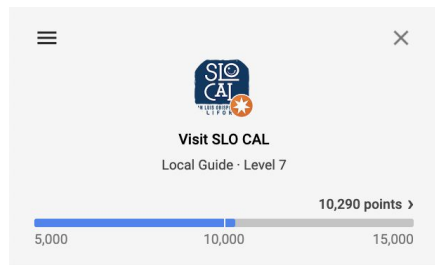 SLO
CAL
Visit SLO CAL
Local Guide · Level 7
10,290 points ›
5,000 10,000 15,000